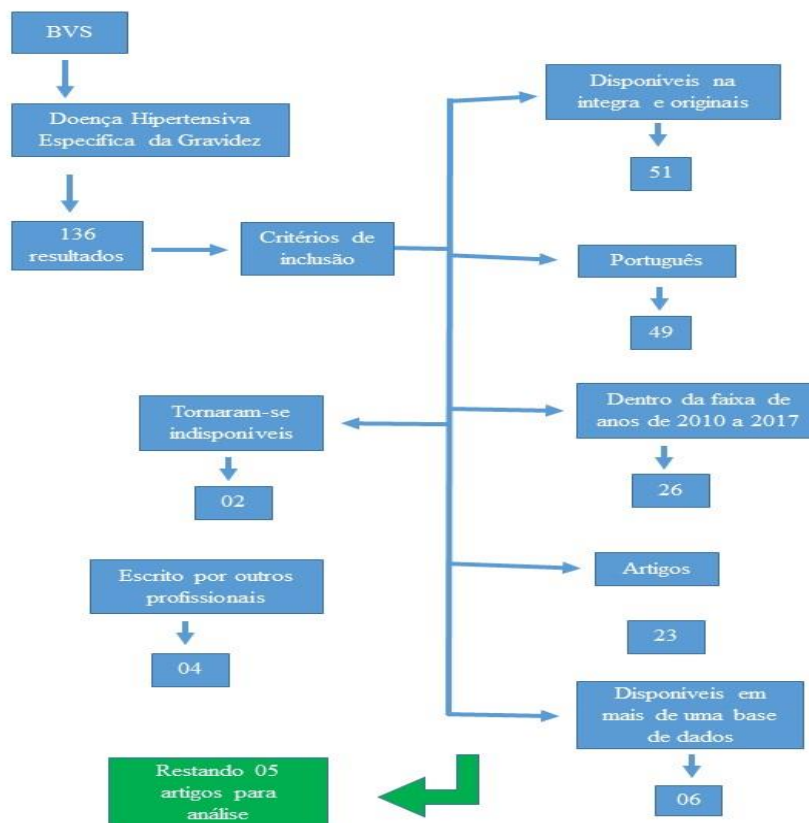 BVS
Doença Hipertensiva
Especifica da Gravidez
136
resultados
Critérios de
inclusão
Disponíveis na
integra e originais
51
Português
49
Dentro da faixa de
anos de 2010 a 2017
26
Artigos
23
Disponíveis em
mais de uma base
de dados
06
Tornaram-se
indisponíveis
02
Escrito por outros
profissionais
04
Restando 05
artigos para
análise